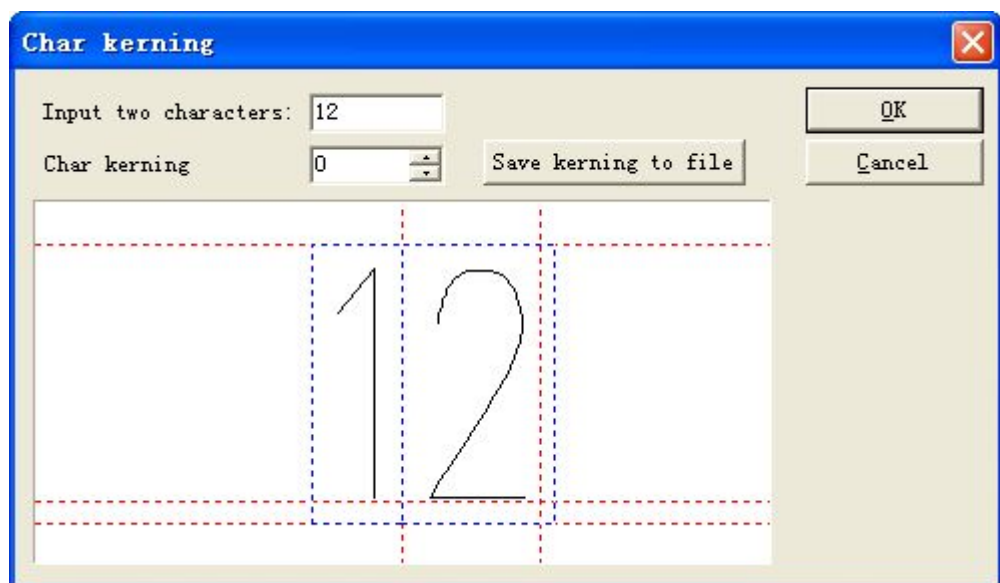 Char kerning
Input two characters: 12 OK
Char kerning 0 Save kerning to file Cancel
12